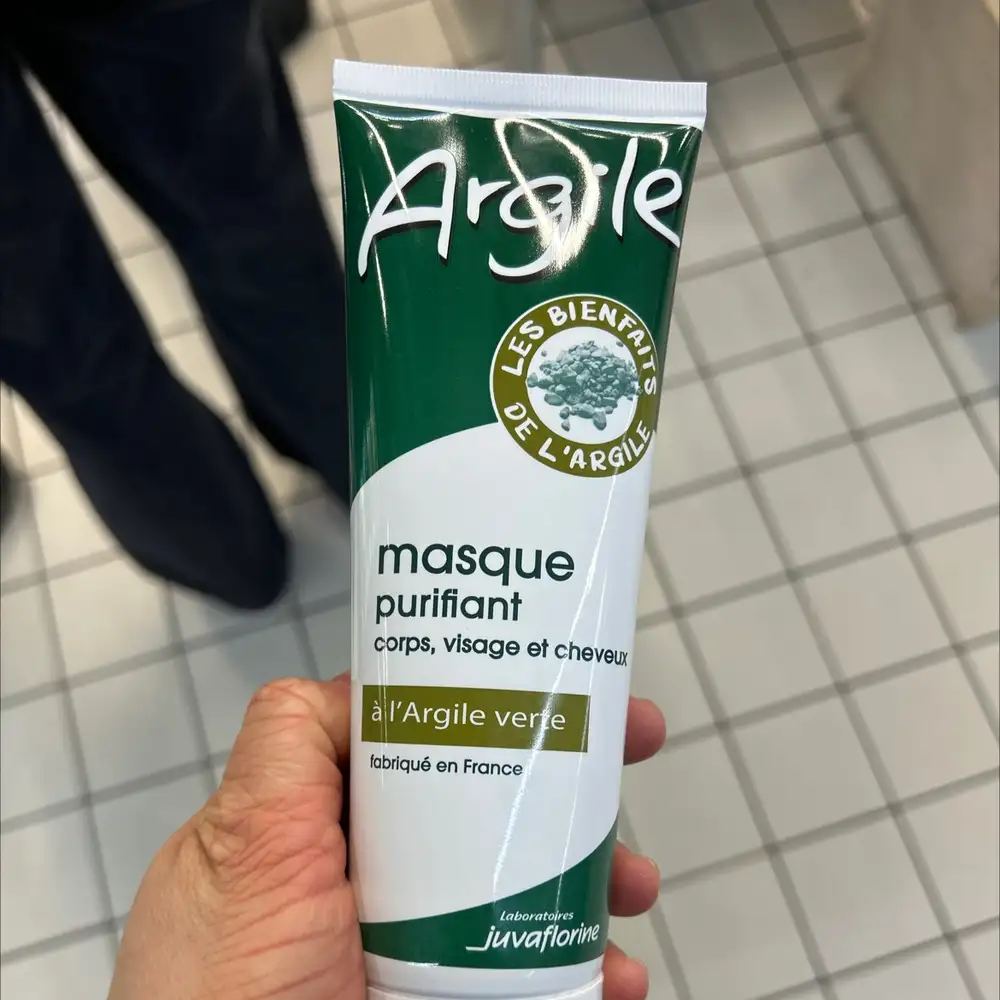 Argile
LES BIENFAITS
DE L'ARGILE
masque
purifiant
corps, visage et cheveux
à l'Argile verte
fabriqué en France
Laboratoires
juvaflorine